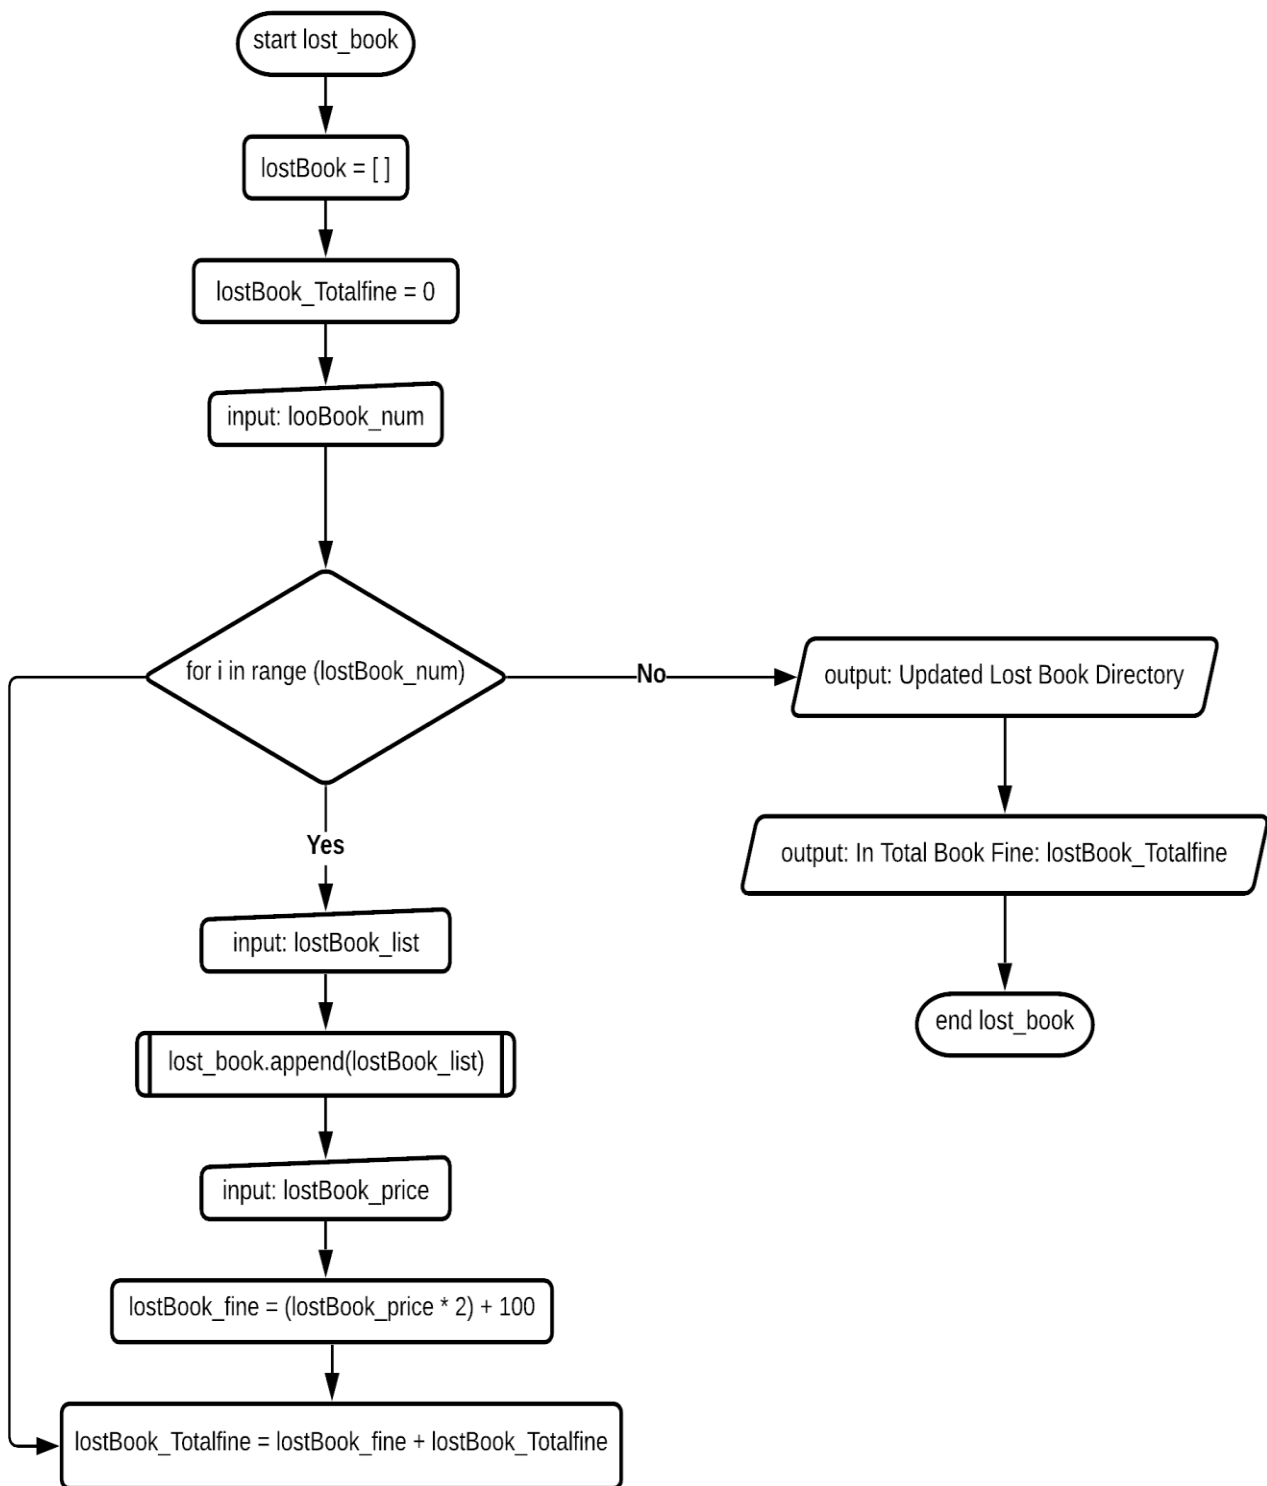 start lost_book
lostBook = [ ]
lostBook_Totalfine = 0
input: looBook_num
for i in range (lostBook_num)
No
output: Updated Lost Book Directory
output: In Total Book Fine: lostBook_Totalfine
end lost_book
Yes
input: lostBook_list
lost_book.append(lostBook_list)
input: lostBook_price
lostBook_fine = (lostBook_price * 2) + 100
lostBook_Totalfine = lostBook_fine + lostBook_Totalfine